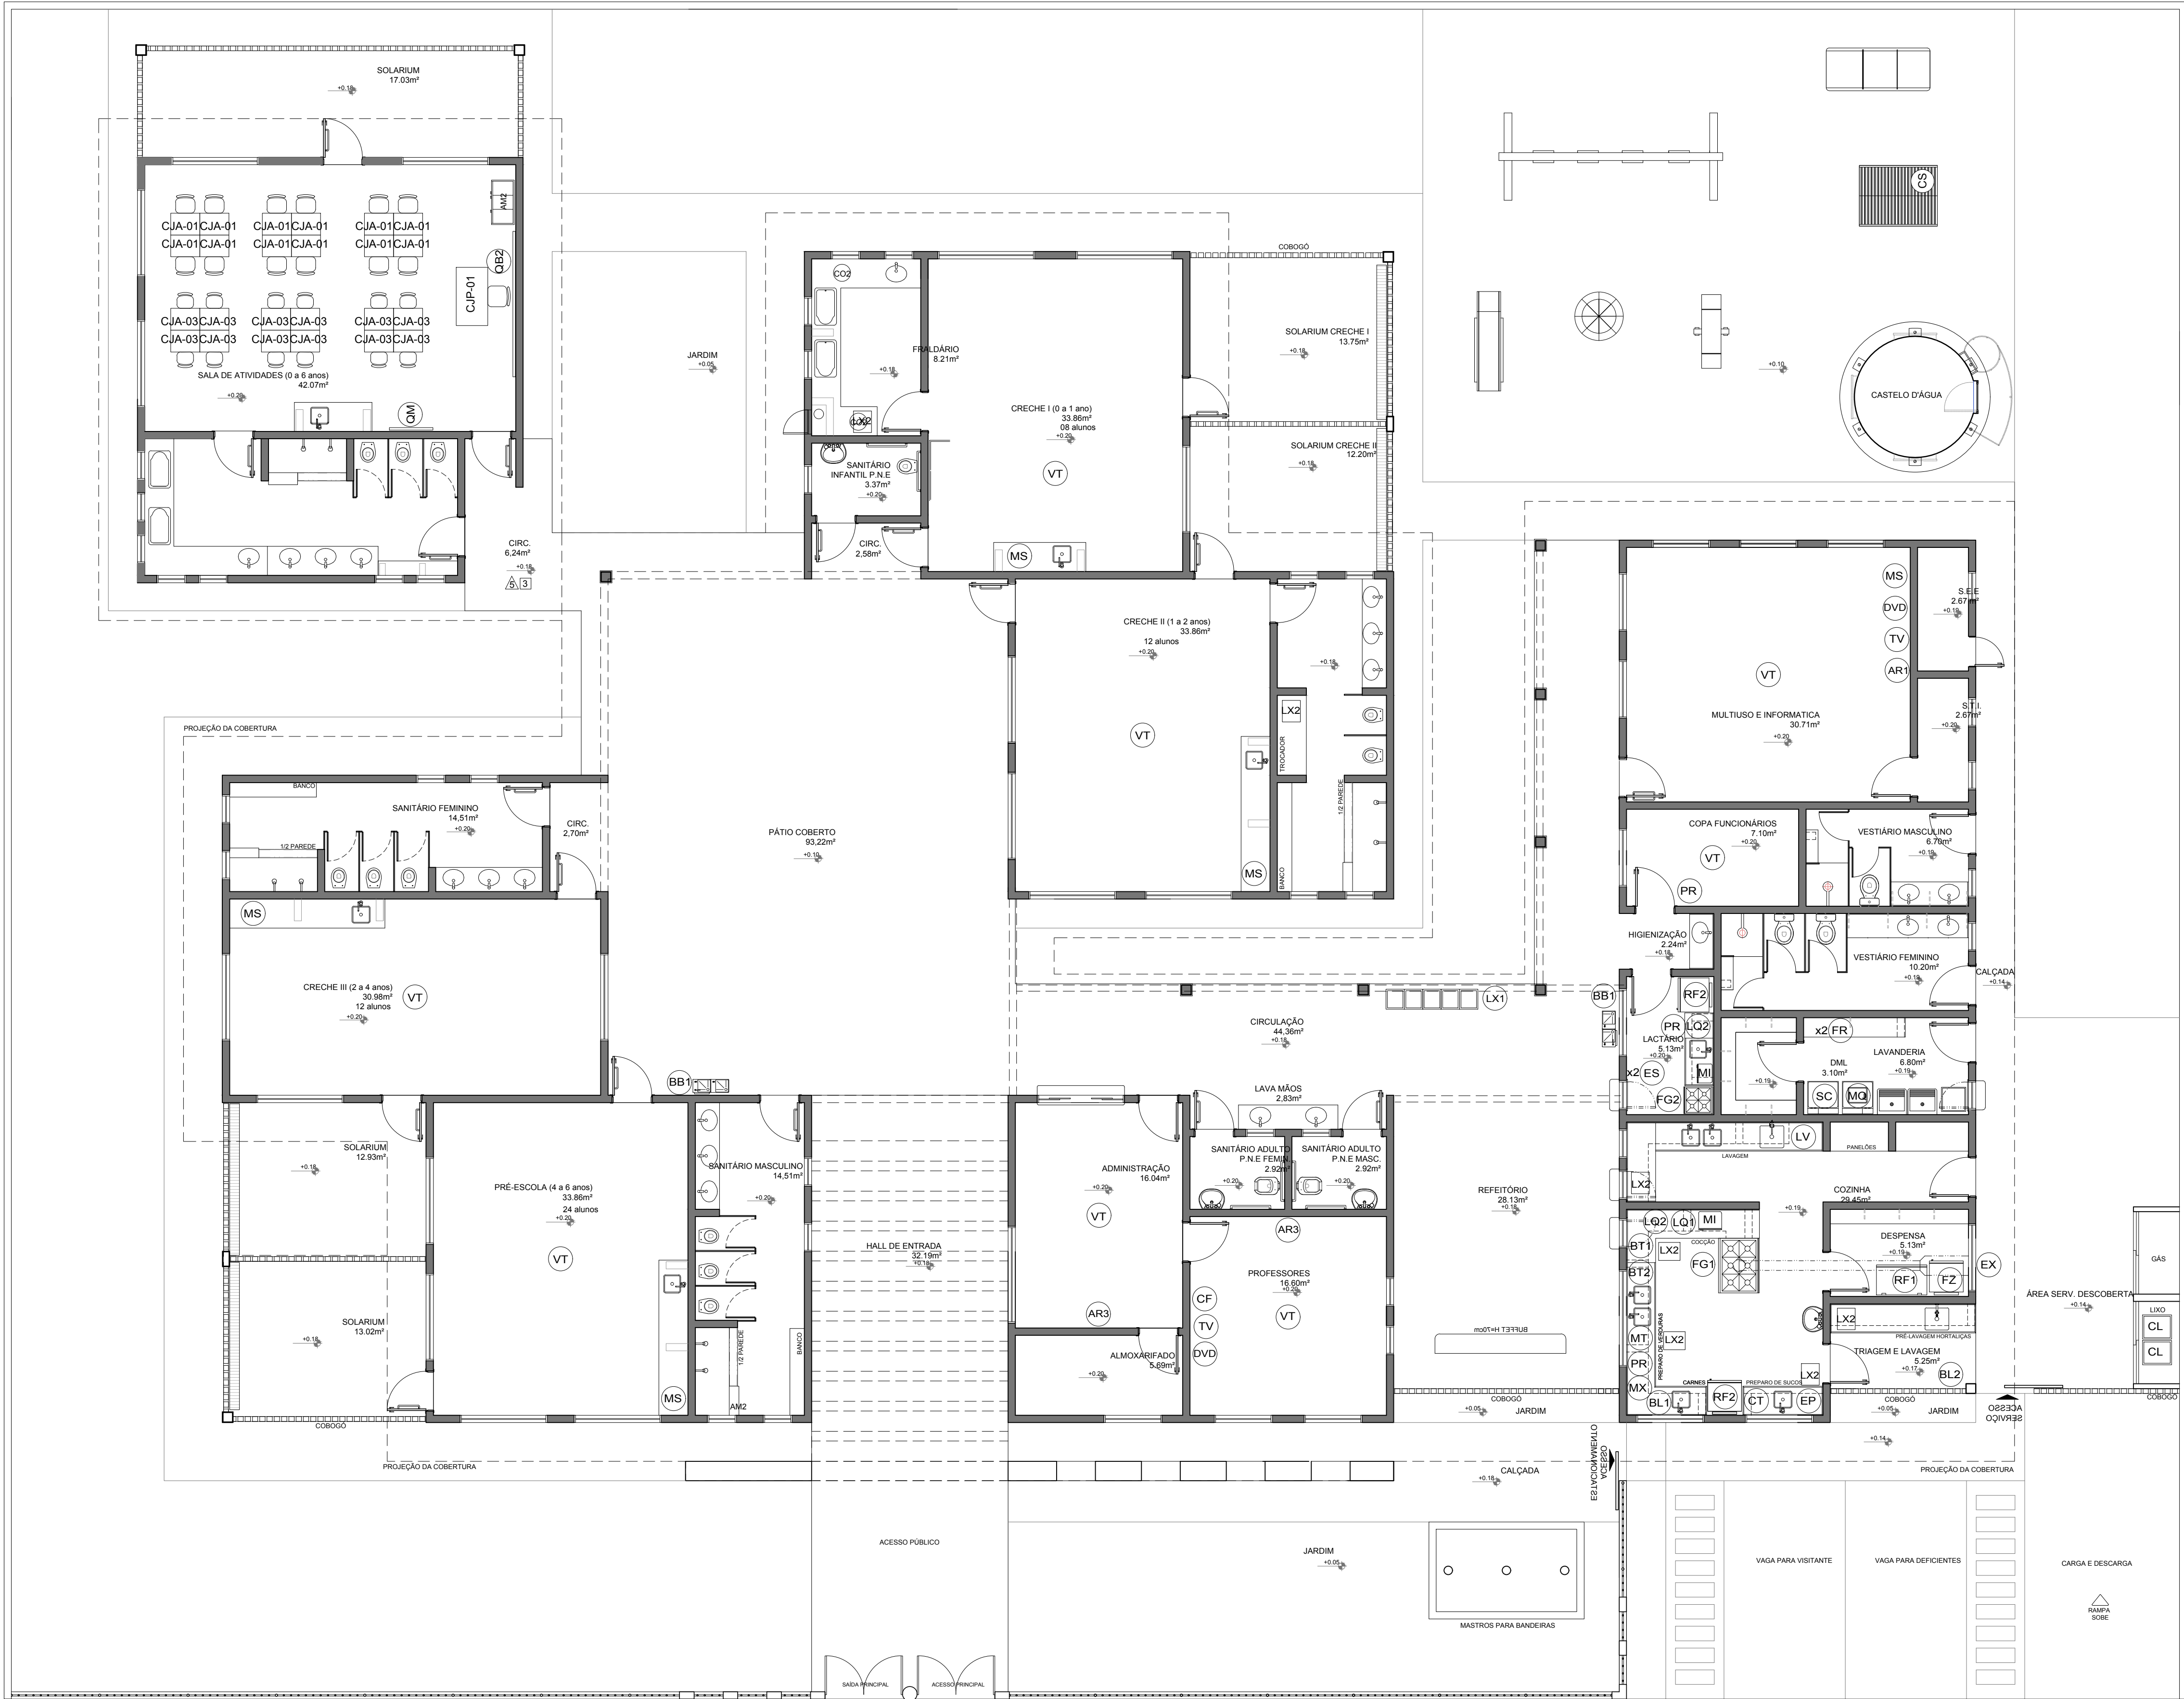 SOLARIUM
17.03m²
+0.18
AM2
CJA-01 CJA-01 CJA-01 CJA-01 CJA-01 CJA-01
CJA-01 CJA-01 CJA-01 CJA-01 CJA-01 CJA-01
QB2
CJP-01
CJA-03 CJA-03 CJA-03 CJA-03 CJA-03 CJA-03
CJA-03 CJA-03 CJA-03 CJA-03 CJA-03 CJA-03
SALA DE ATIVIDADES (0 a 6 anos)
42.07m²
+0.20
QM
CIRC.
6,24m²
+0.18
5 3
JARDIM
+0.05
CO2
FRALDÁRIO
8.21m²
+0.18
LX2
SANITÁRIO
INFANTIL P.N.E
3.37m²
+0.20
CIRC.
2,58m²
CRECHE I (0 a 1 ano)
33.86m²
08 alunos
+0.20
VT
MS
COBOGÓ
SOLARIUM CRECHE I
13.75m²
+0.18
SOLARIUM CRECHE II
12.20m²
+0.18
CS
+0.10
CASTELO D'ÁGUA
CRECHE II (1 a 2 anos)
33.86m²
12 alunos
+0.20
VT
MS
+0.18
LX2
TROCADOR
1/2 PAREDE
BANCO
MS
DVD
TV
AR1
VT
MULTIUSO E INFORMATICA
30.71m²
+0.20
S.E.E
2.67 m²
+0.19
S.T.I.
2.67m²
+0.20
PROJEÇÃO DA COBERTURA
BANCO
SANITÁRIO FEMININO
14,51m²
+0.20
1/2 PAREDE
CIRC.
2,70m²
PÁTIO COBERTO
93,22m²
+0.10
COPA FUNCIONÁRIOS
7.10m²
+0.20
VT
PR
VESTIÁRIO MASCULINO
6.70m²
+0.19
HIGIENIZAÇÃO
2.24m²
+0.18
VESTIÁRIO FEMININO
10.20m²
+0.19
CALÇADA
+0.14
MS
CRECHE III (2 a 4 anos)
30.98m²
12 alunos
+0.20
VT
LX1
BB1
CIRCULAÇÃO
44,36m²
+0.18
RF2
PR
LQ2
LACTÁRIO
5.13m²
+0.20
x2 ES
MI
FG2
x2 FR
LAVANDERIA
6.80m²
+0.19
DML
3.10m²
+0.19
SC
MQ
BB1
LAVA MÃOS
2,83m²
SOLARIUM
12.93m²
+0.18
PRÉ-ESCOLA (4 a 6 anos)
33.86m²
24 alunos
+0.20
VT
MS
SANITÁRIO MASCULINO
14,51m²
+0.20
1/2 PAREDE
BANCO
AM2
SOLARIUM
13.02m²
+0.18
COBOGÓ
HALL DE ENTRADA
32.19m²
+0.18
ADMINISTRAÇÃO
16.04m²
+0.20
VT
AR3
ALMOXARIFADO
5.69m²
+0.20
SANITÁRIO ADULTO
P.N.E FEMIN.
2.92m²
+0.20
SANITÁRIO ADULTO
P.N.E MASC.
2.92m²
+0.20
AR3
PROFESSORES
16.60m²
+0.20
CF
TV
VT
DVD
REFEITÓRIO
28.13m²
+0.18
BUFFET H=70cm
COBOGÓ
+0.05
JARDIM
LV
LAVAGEM
PANELÕES
LX2
COZINHA
29.45m²
+0.19
LQ2
LQ1
MI
COCÇÃO
BT1
LX2
FG1
BT2
MT
LX2
PREPARO DE VERDURAS
PR
MX
CARNES
BL1
RF2
PREPARO DE SUCOS
LX2
CT
EP
DESPENSA
5.13m²
+0.19
RF1
FZ
EX
LX2
PRÉ-LAVAGEM HORTALIÇAS
TRIAGEM E LAVAGEM
5.25m²
+0.17
BL2
COBOGÓ
+0.05
JARDIM
ÁREA SERV. DESCOBERTA
+0.14
GÁS
LIXO
CL
CL
COBOGÓ
ACESSO
SERVIÇO
+0.14
PROJEÇÃO DA COBERTURA
PROJEÇÃO DA COBERTURA
ACESSO
ESTACIONAMENTO
CALÇADA
+0.18
ACESSO PÚBLICO
JARDIM
+0.05
MASTROS PARA BANDEIRAS
VAGA PARA VISITANTE
VAGA PARA DEFICIENTES
CARGA E DESCARGA
RAMPA
SOBE
SAÍDA PRINCIPAL
ACESSO PRINCIPAL